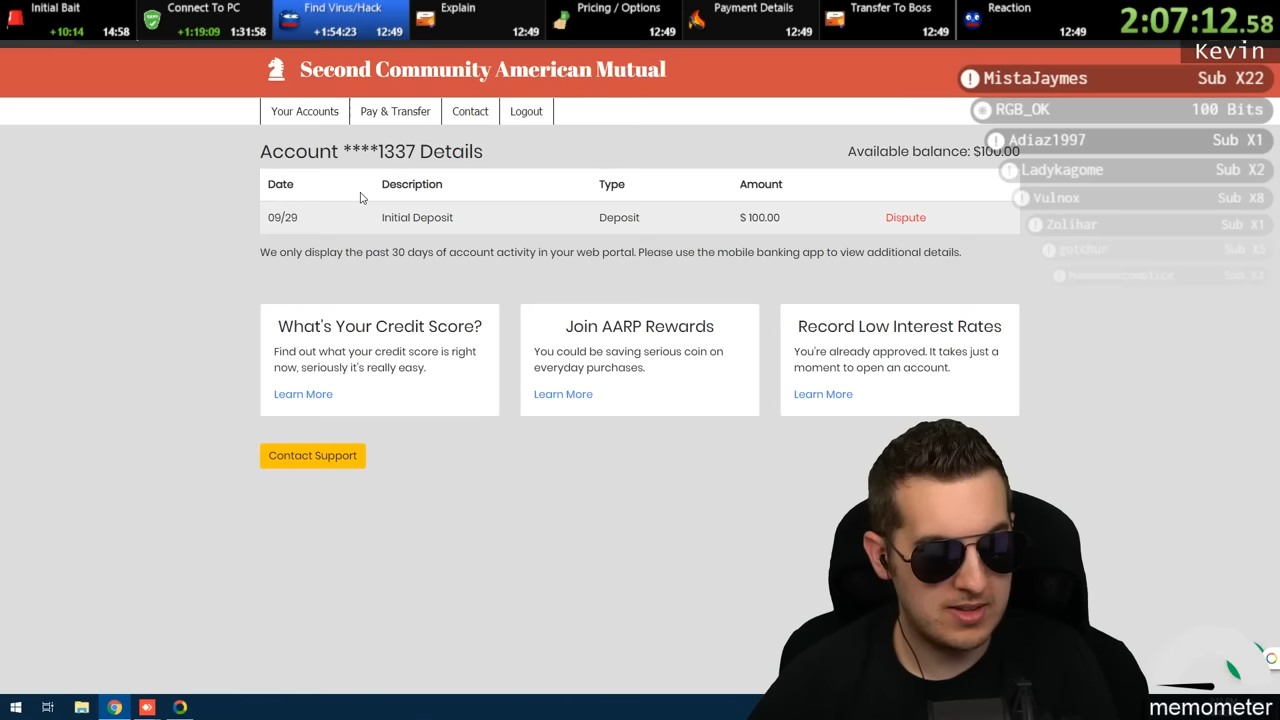 Initial Bait
+10:14 14:58
Connect To PC
+1:19:09 1:31:58
Find Virus/Hack
+1:54:23 12:49
Explain
12:49
Pricing / Options
12:49
Payment Details
12:49
Transfer To Boss
12:49
Reaction
12:49
2:07:12.58
Kevin
Second Community American Mutual
MistaJaymes Sub X22
Your Accounts
Pay & Transfer
Contact
Logout
RGB_OK 100 Bits
Adiaz1997 Sub X1
Account ****1337 Details
Available balance: $100.00
Ladykagome Sub X2
Date Description Type Amount
Vulnox Sub X8
09/29 Initial Deposit Deposit $ 100.00 Dispute
Zolihar Sub X1
gotchur Sub X5
We only display the past 30 days of account activity in your web portal. Please use the mobile banking app to view additional details.
What's Your Credit Score?
Find out what your credit score is right
now, seriously it's really easy.
Learn More
Join AARP Rewards
You could be saving serious coin on
everyday purchases.
Learn More
Record Low Interest Rates
You're already approved. It takes just a
moment to open an account.
Learn More
Contact Support
memometer